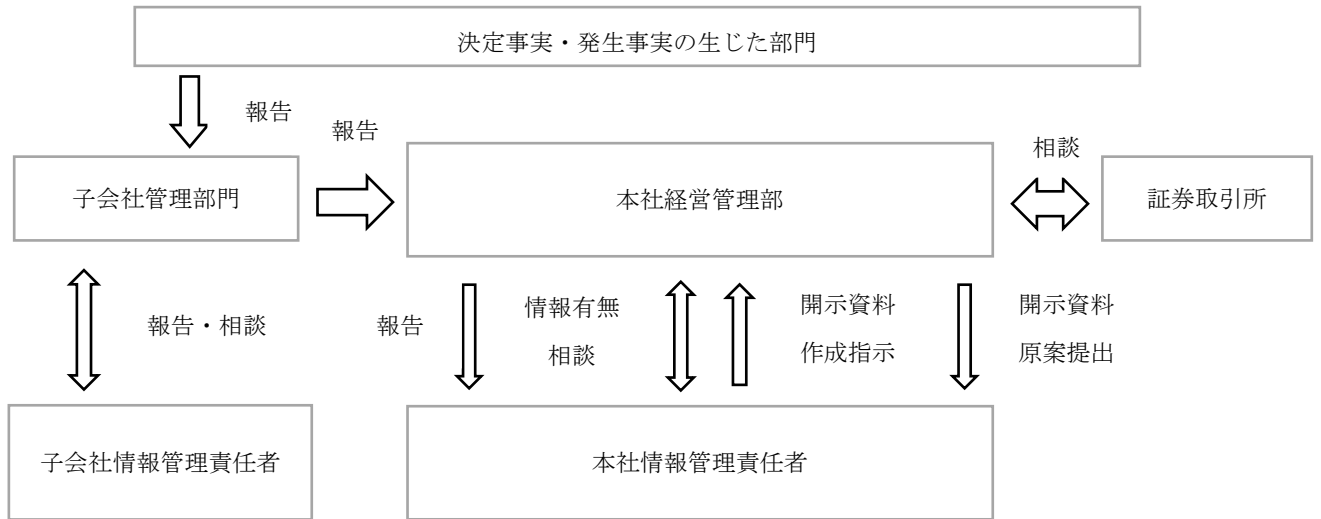 決定事実・発生事実の生じた部門
報告
報告
相談
子会社管理部門
本社経営管理部
証券取引所
報告・相談
報告
情報有無
相談
開示資料
作成指示
開示資料
原案提出
子会社情報管理責任者
本社情報管理責任者